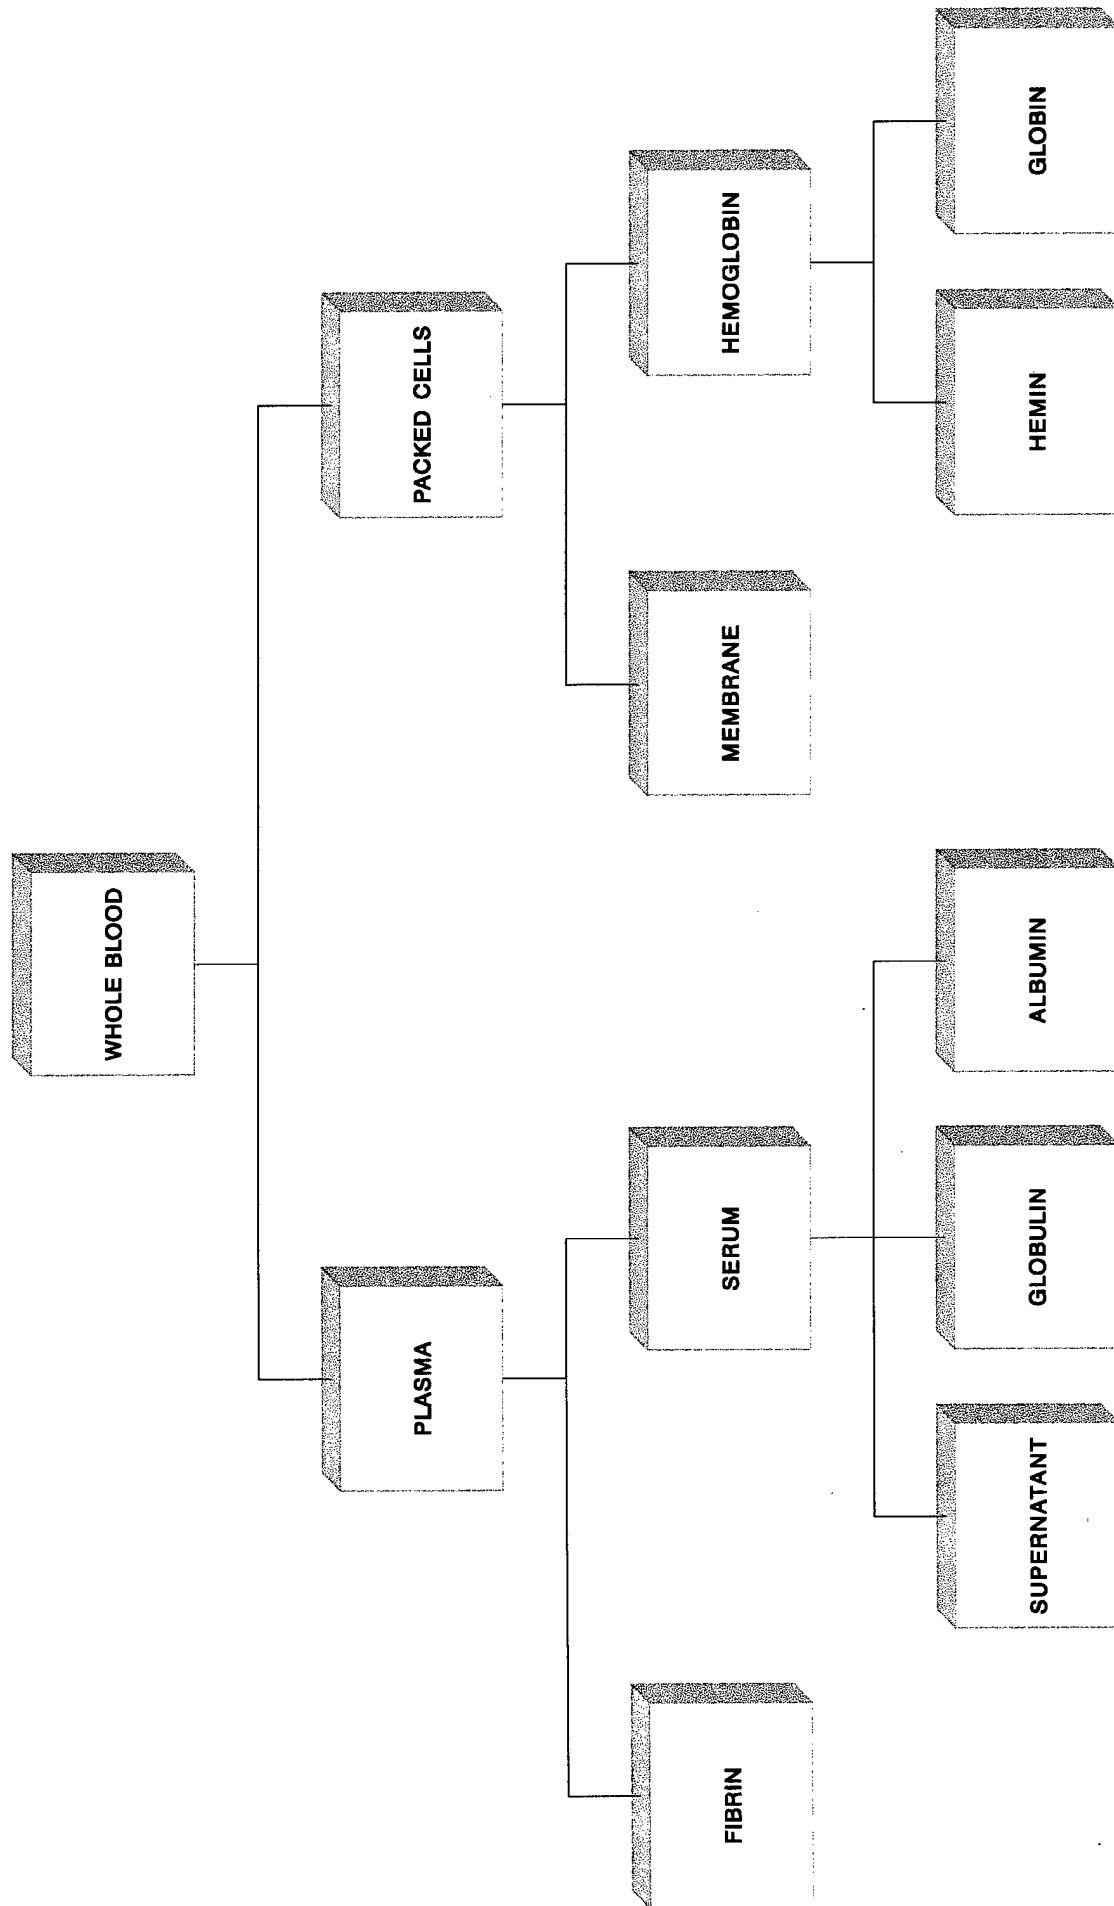 WHOLE BLOOD
PLASMA
PACKED CELLS
FIBRIN
SERUM
MEMBRANE
HEMOGLOBIN
SUPERNATANT
GLOBULIN
ALBUMIN
HEMIN
GLOBIN